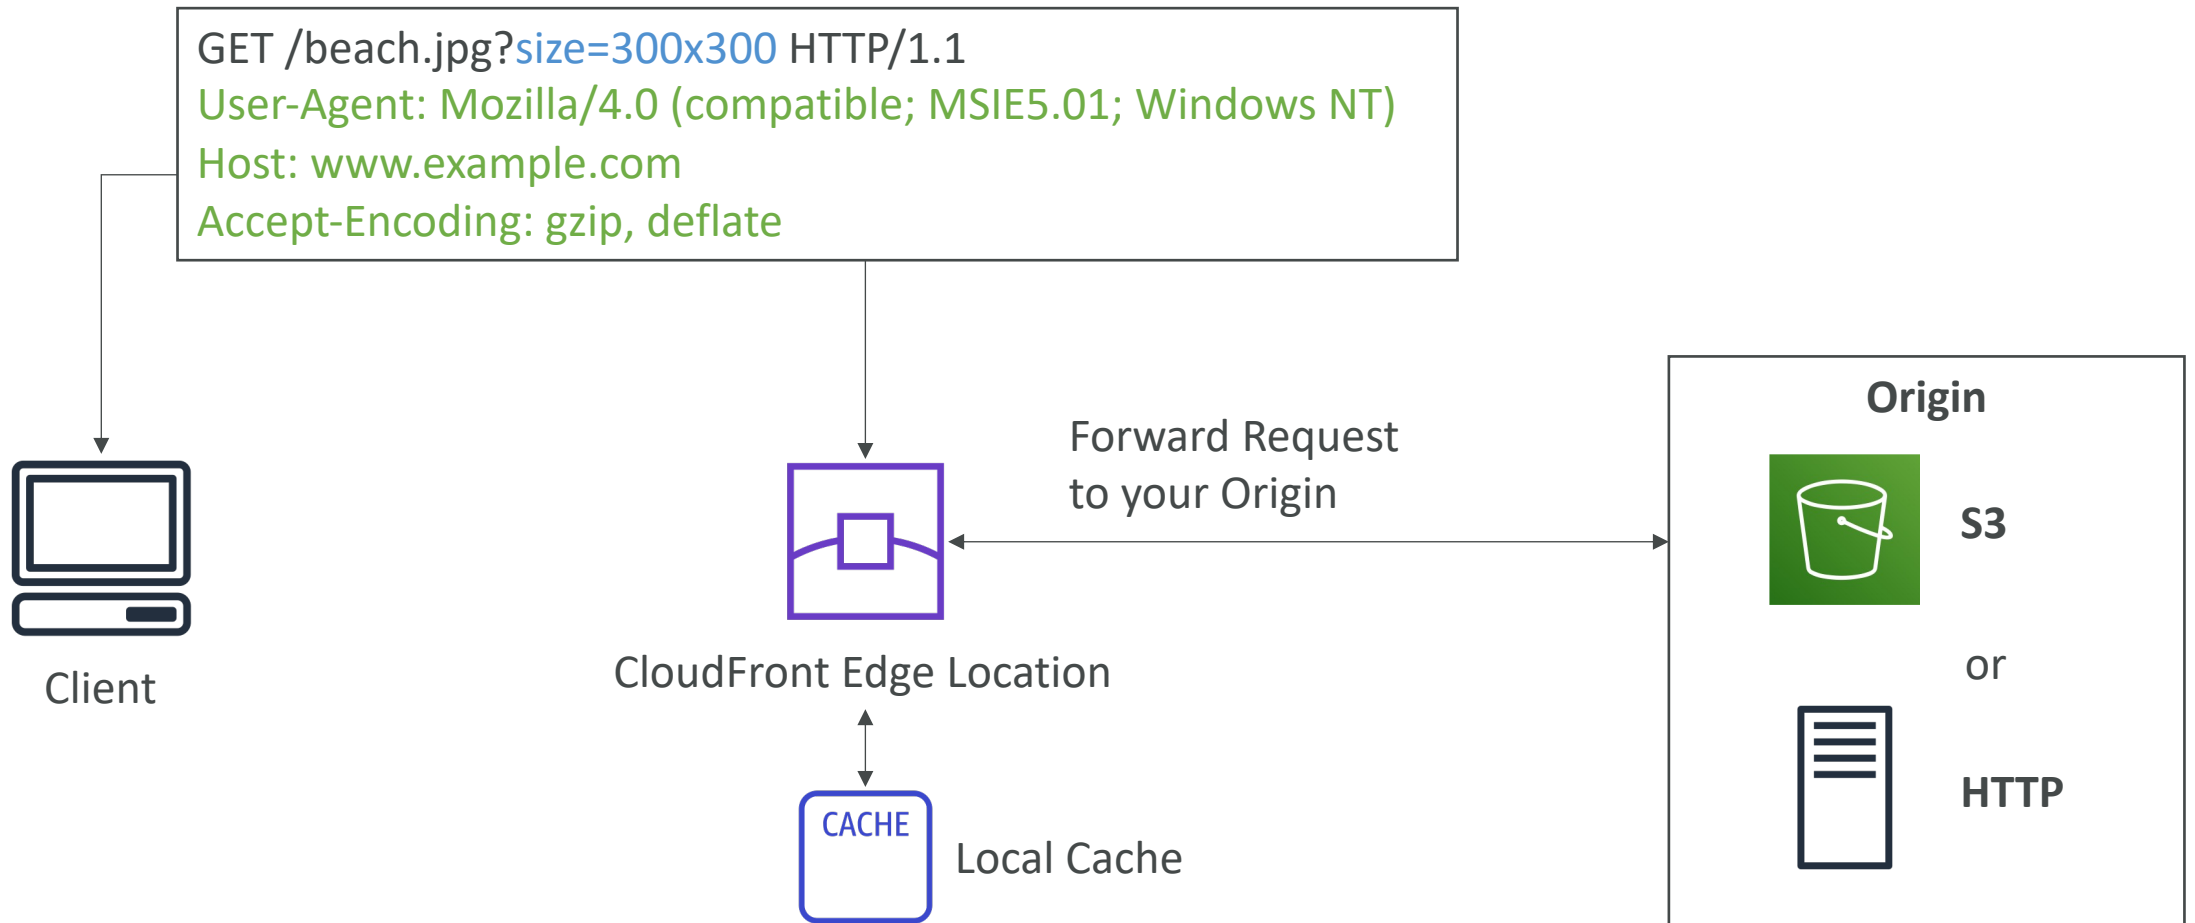 GET /beach.jpg?size=300x300 HTTP/1.1
User-Agent: Mozilla/4.0 (compatible; MSIE5.01; Windows NT)
Host: www.example.com
Accept-Encoding: gzip, deflate
Origin
Forward Request
to your Origin
S3
or
HTTP
Client
CloudFront Edge Location
CACHE
Local Cache